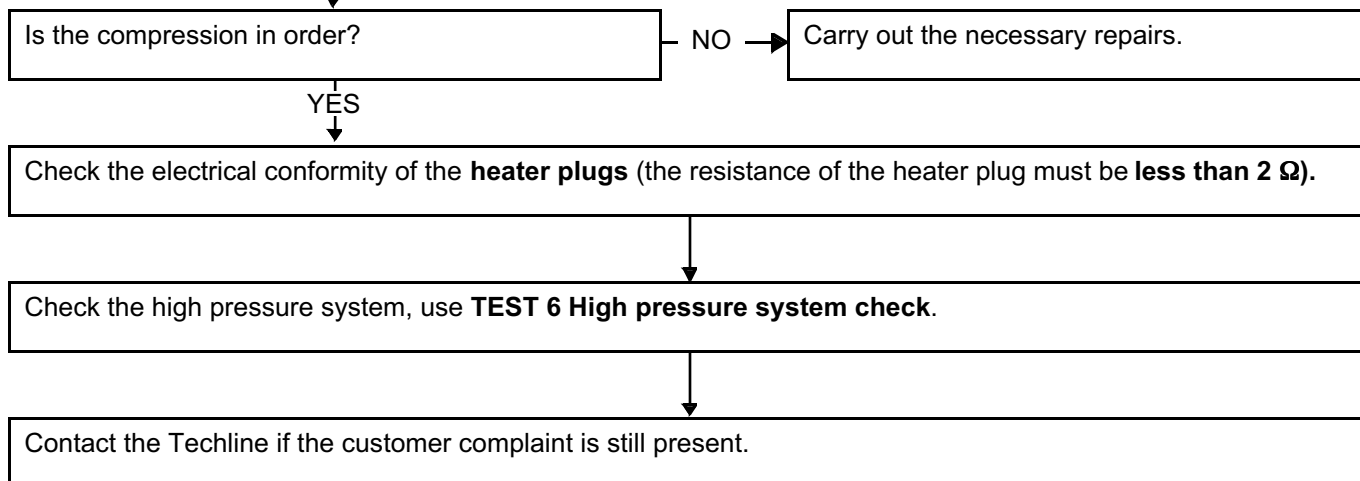 Is the compression in order?
NO
Carry out the necessary repairs.
YES
Check the electrical conformity of the heater plugs (the resistance of the heater plug must be less than 2 Ω).
Check the high pressure system, use TEST 6 High pressure system check.
Contact the Techline if the customer complaint is still present.